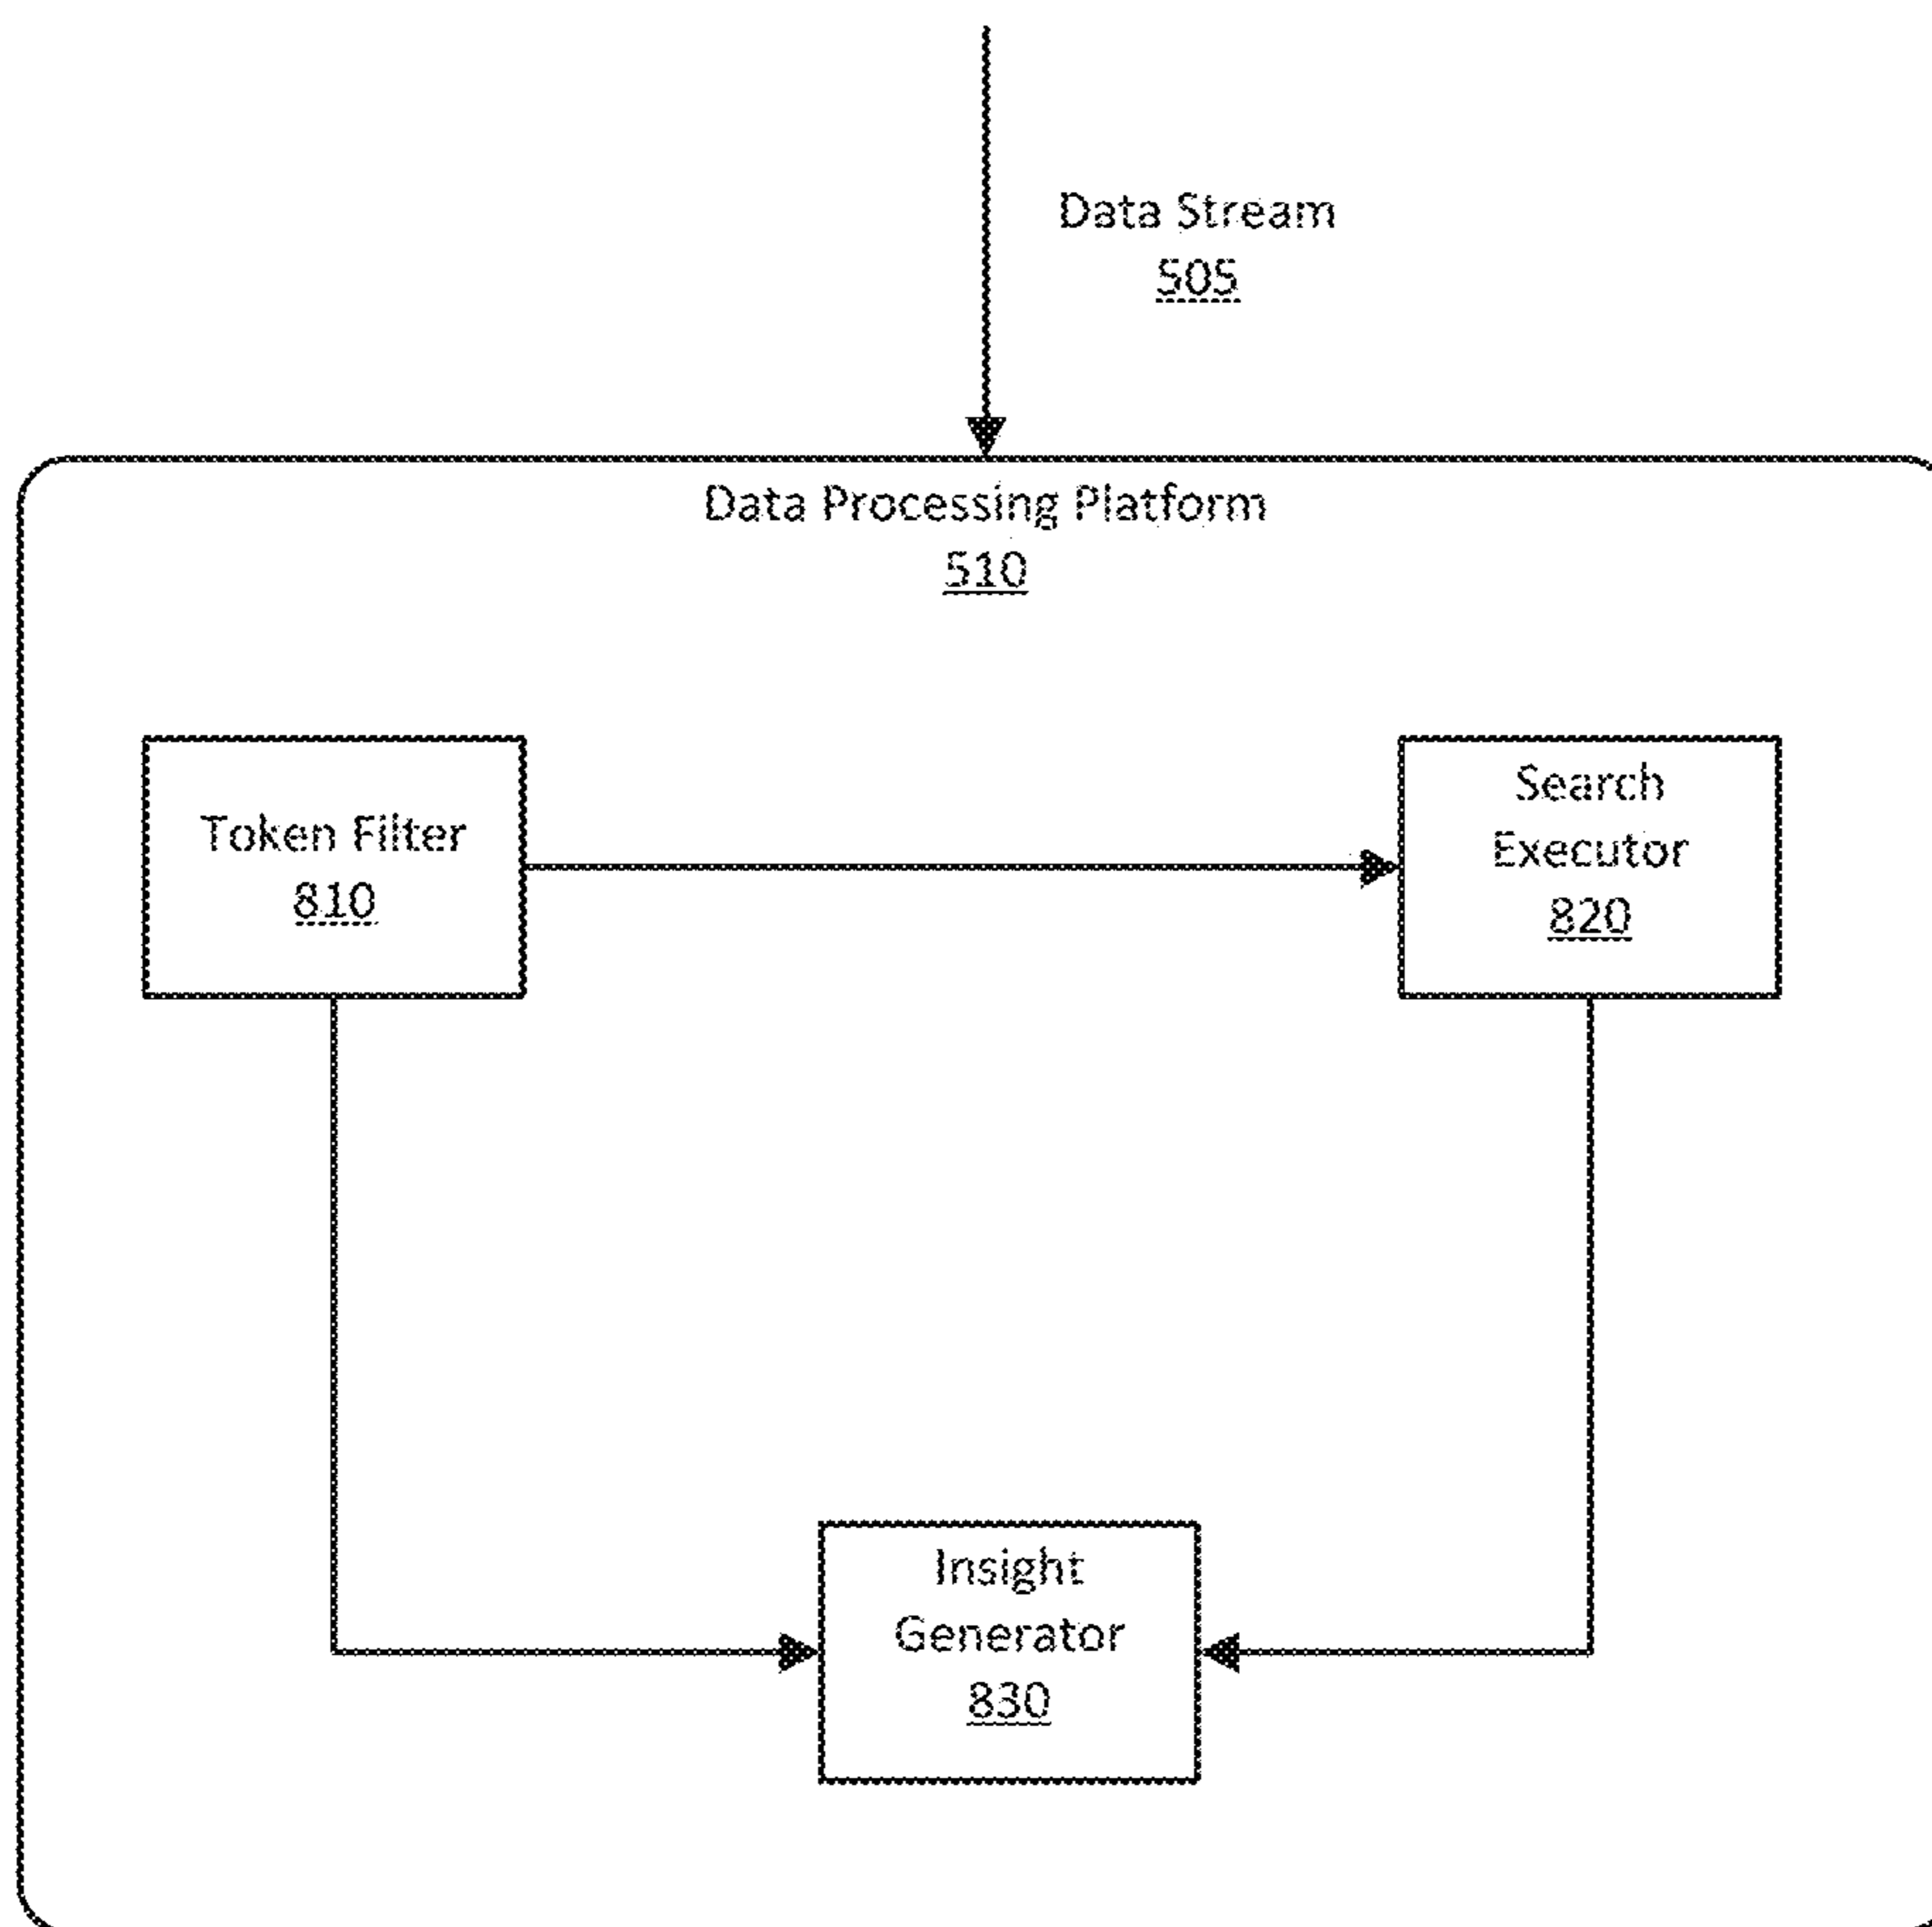 Data Stream
505
Data Processing Platform
510
Token Filter
810
Search
Executor
820
Insight
Generator
830